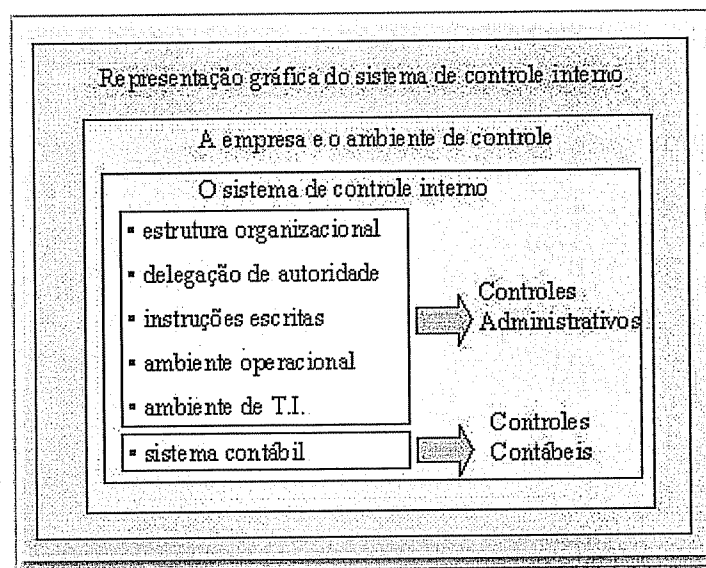 Representação gráfica do sistema de controle interno
A empresa e o ambiente de controle
O sistema de controle interno
▪ estrutura organizacional
▪ delegação de autoridade
▪ instruções escritas
▪ ambiente operacional
▪ ambiente de T.I.
Controles
Administrativos
▪ sistema contábil
Controles
Contábeis